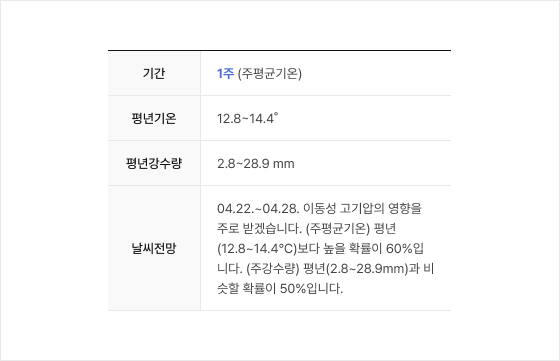 기간
1주 (주평균기온)
평년기온
12.8~14.4˚
평년강수량
2.8~28.9 mm
날씨전망
04.22.~04.28. 이동성 고기압의 영향을
주로 받겠습니다. (주평균기온) 평년
(12.8~14.4℃)보다 높을 확률이 60%입
니다. (주강수량) 평년(2.8~28.9mm)과 비
슷할 확률이 50%입니다.